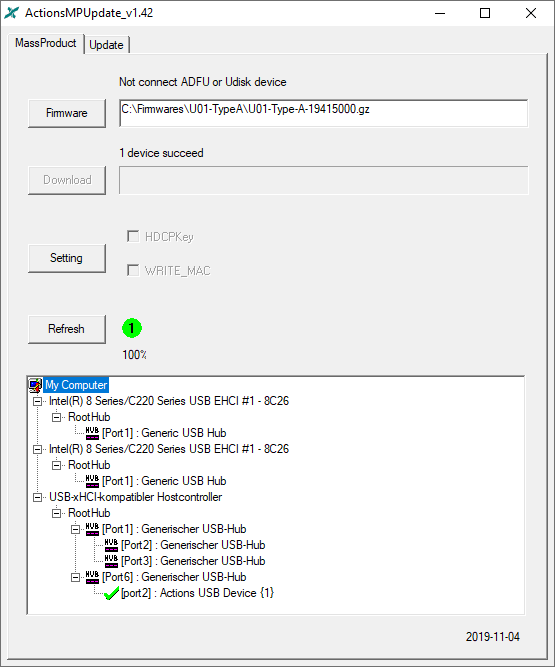 ActionsMPUpdate_v1.42
MassProduct
Update
Not connect ADFU or Udisk device
Firmware
C:\Firmwares\U01-TypeA\U01-Type-A-19415000.gz
1 device succeed
Download
HDCPKey
Setting
WRITE_MAC
Refresh
1
100%
My Computer
Intel(R) 8 Series/C220 Series USB EHCI #1 - 8C26
RootHub
HUB [Port1] : Generic USB Hub
Intel(R) 8 Series/C220 Series USB EHCI #1 - 8C26
RootHub
HUB [Port1] : Generic USB Hub
USB-xHCI-kompatibler Hostcontroller
RootHub
HUB [Port1] : Generischer USB-Hub
HUB [Port2] : Generischer USB-Hub
HUB [Port3] : Generischer USB-Hub
HUB [Port6] : Generischer USB-Hub
[port2] : Actions USB Device {1}
2019-11-04